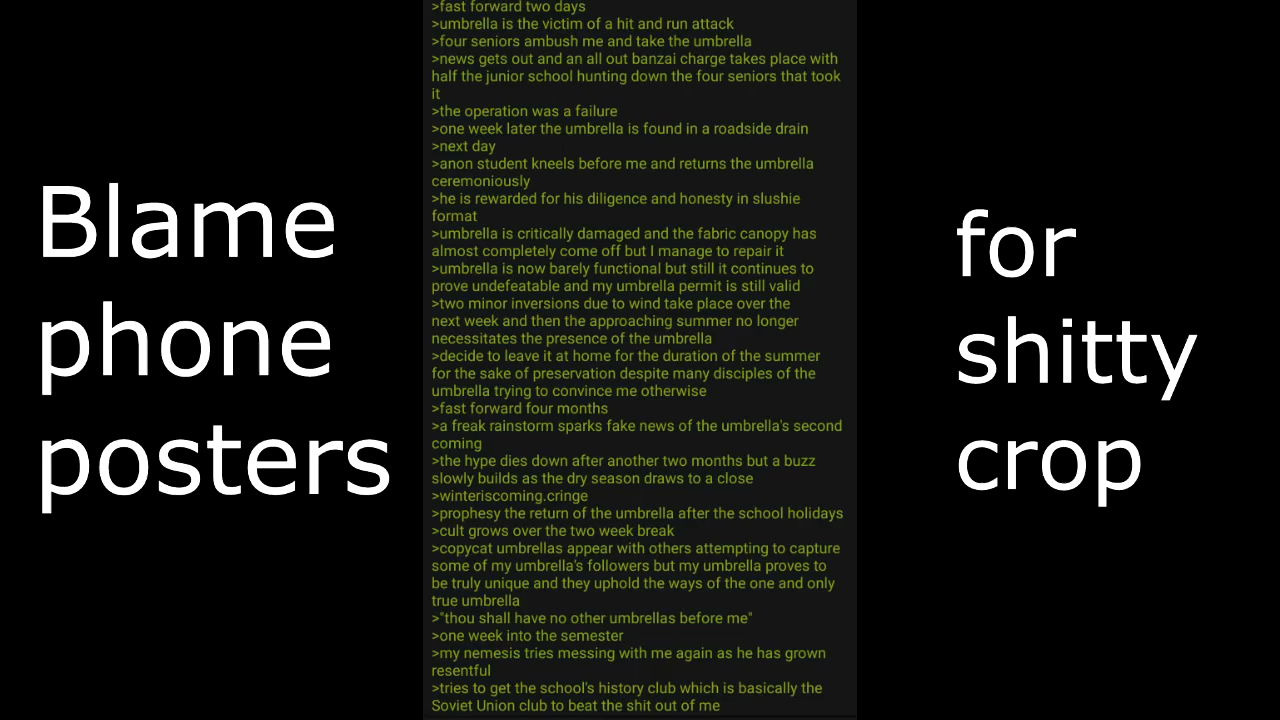 Blame
phone
posters
>fast forward two days
>umbrella is the victim of a hit and run attack
>four seniors ambush me and take the umbrella
>news gets out and an all out banzai charge takes place with
half the junior school hunting down the four seniors that took
it
>the operation was a failure
>one week later the umbrella is found in a roadside drain
>next day
>anon student kneels before me and returns the umbrella
ceremoniously
>he is rewarded for his diligence and honesty in slushie
format
>umbrella is critically damaged and the fabric canopy has
almost completely come off but I manage to repair it
>umbrella is now barely functional but still it continues to
prove undefeatable and my umbrella permit is still valid
>two minor inversions due to wind take place over the
next week and then the approaching summer no longer
necessitates the presence of the umbrella
>decide to leave it at home for the duration of the summer
for the sake of preservation despite many disciples of the
umbrella trying to convince me otherwise
>fast forward four months
>a freak rainstorm sparks fake news of the umbrella's second
coming
>the hype dies down after another two months but a buzz
slowly builds as the dry season draws to a close
>winteriscoming.cringe
>prophesy the return of the umbrella after the school holidays
>cult grows over the two week break
>copycat umbrellas appear with others attempting to capture
some of my umbrella's followers but my umbrella proves to
be truly unique and they uphold the ways of the one and only
true umbrella
>"thou shall have no other umbrellas before me"
>one week into the semester
>my nemesis tries messing with me again as he has grown
resentful
>tries to get the school's history club which is basically the
Soviet Union club to beat the shit out of me
for
shitty
crop